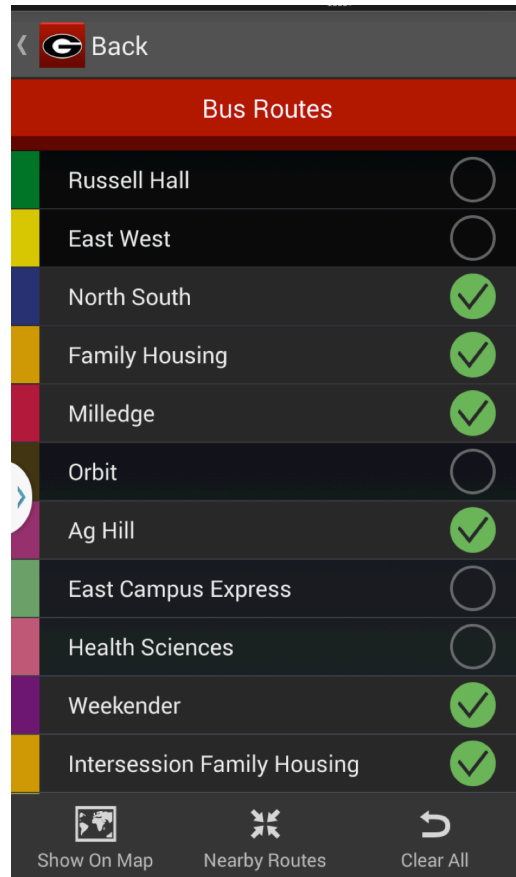 Back
Bus Routes
Russell Hall
East West
North South
Family Housing
Milledge
Orbit
Ag Hill
East Campus Express
Health Sciences
Weekender
Intersession Family Housing
Show On Map
Nearby Routes
Clear All